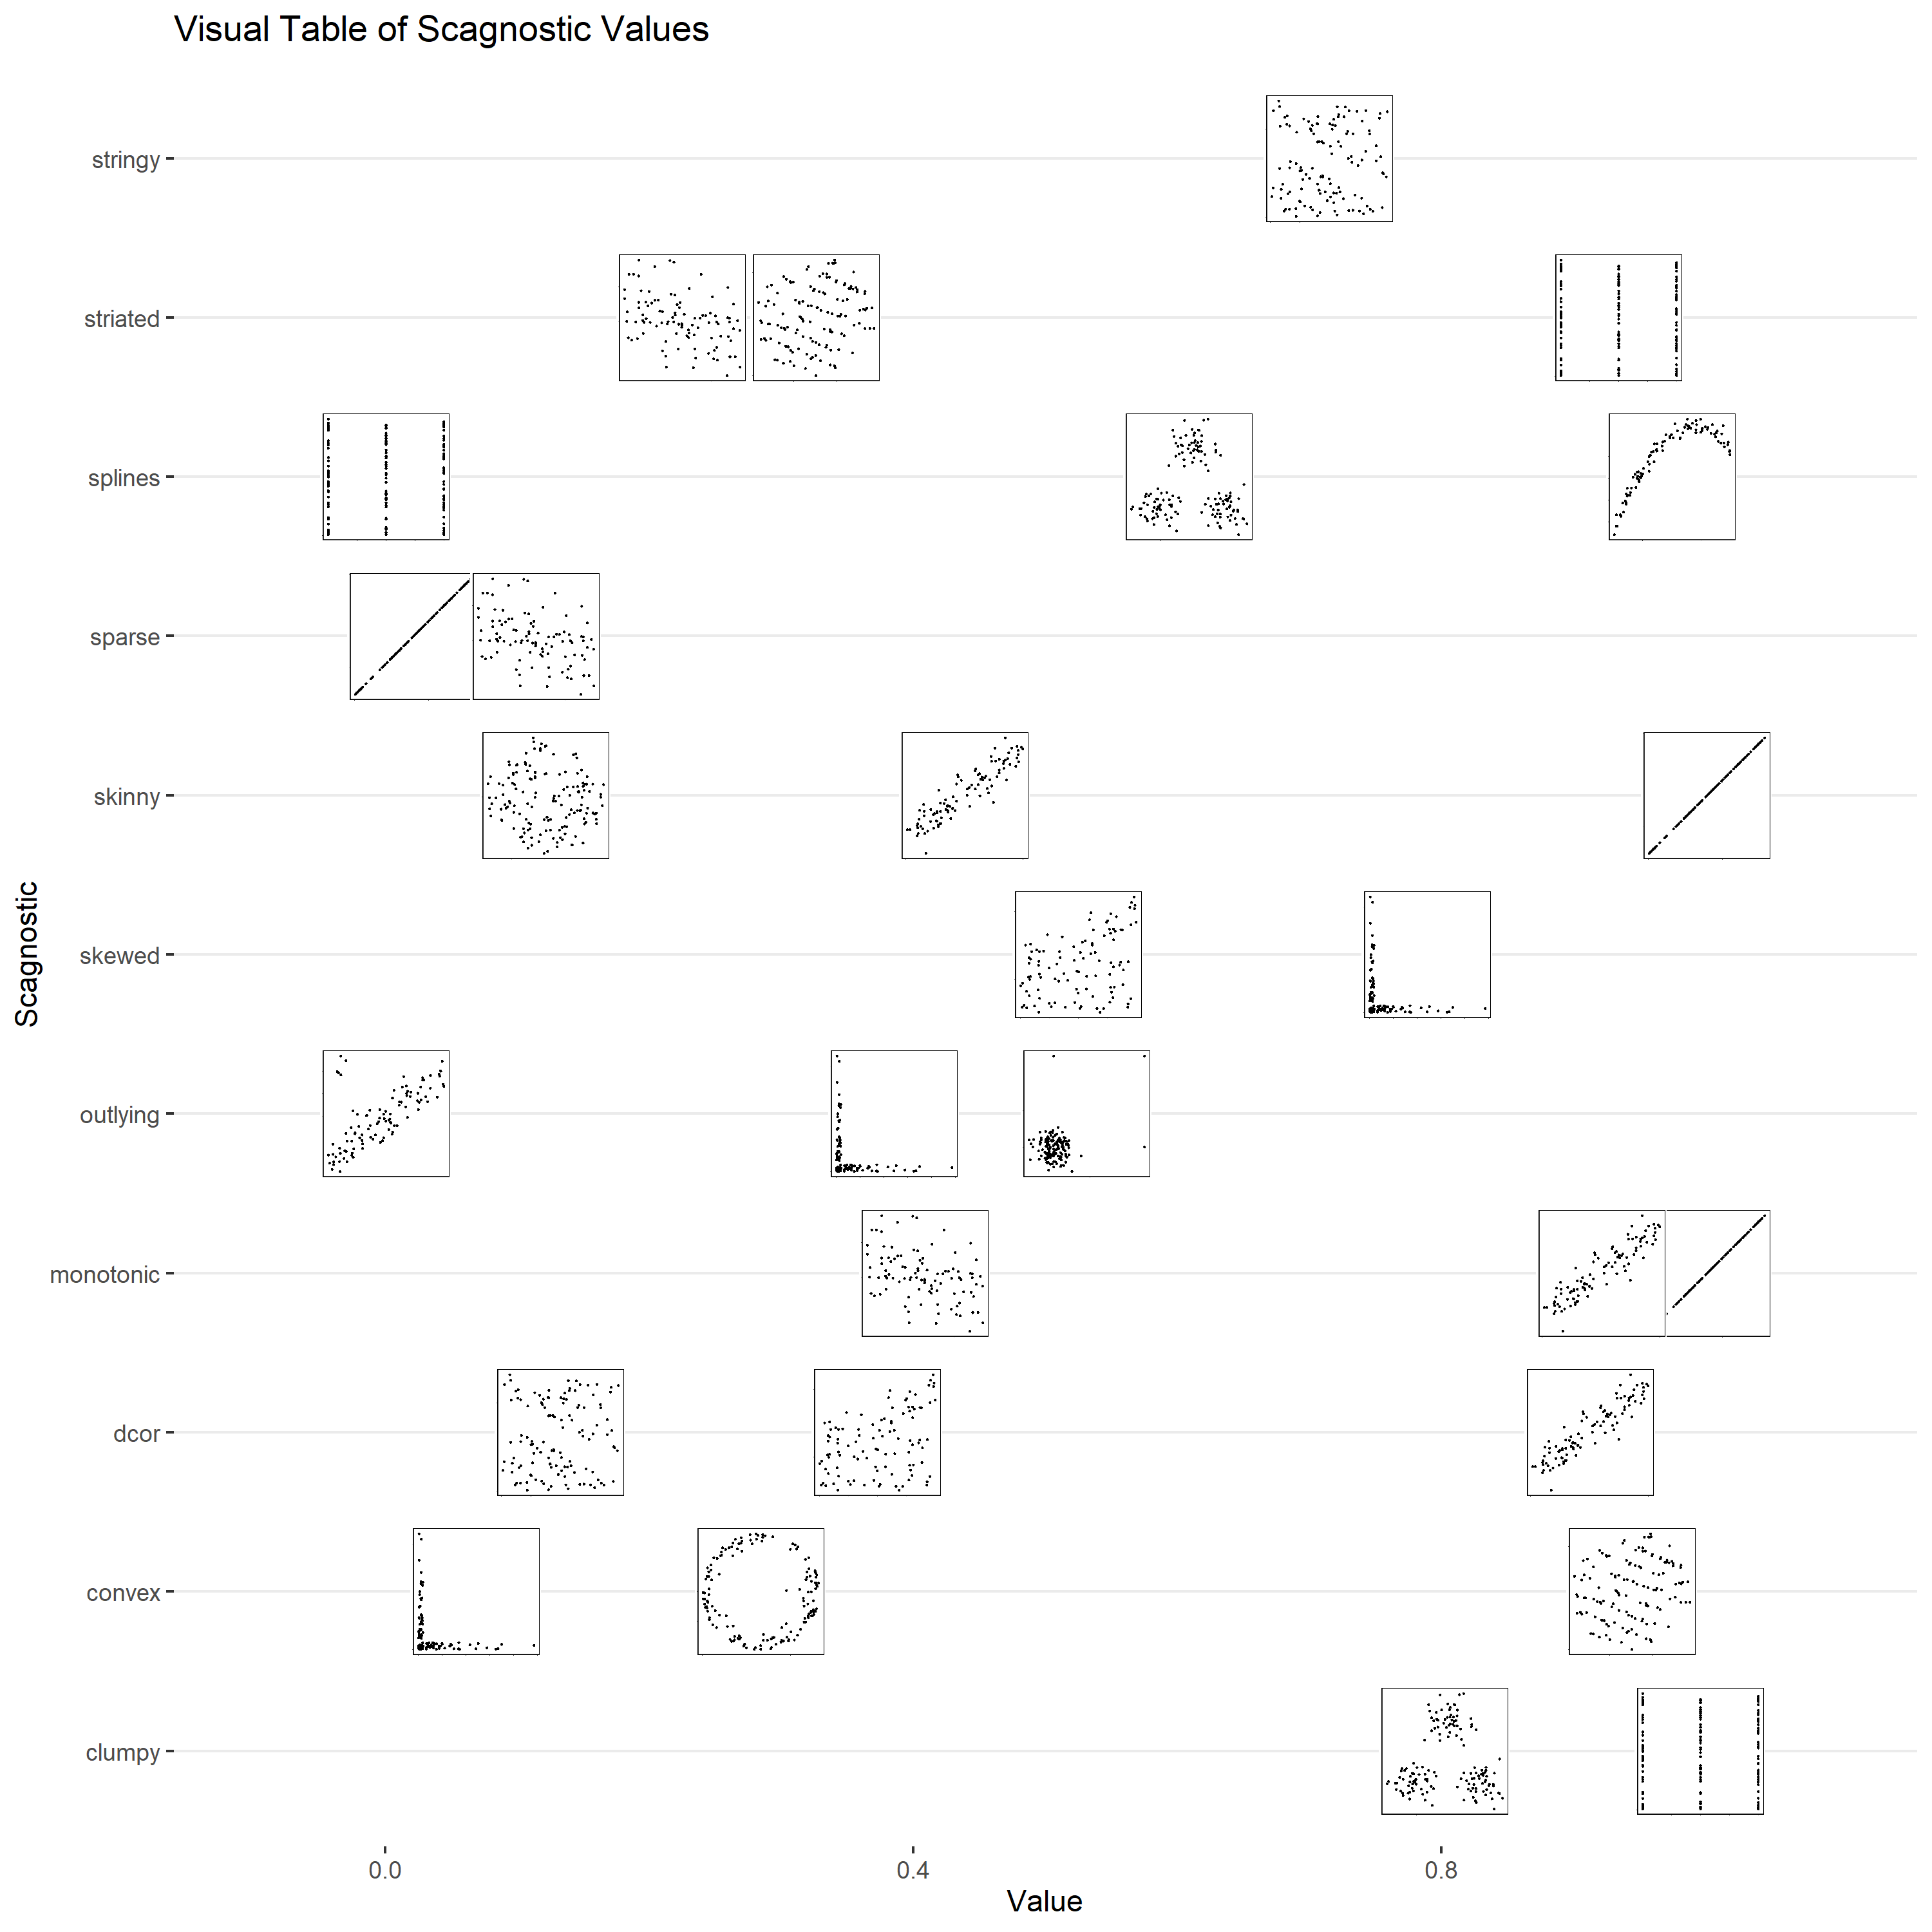 Visual Table of Scagnostic Values
stringy
striated
splines
sparse
skinny
skewed
outlying
monotonic
dcor
convex
clumpy
Scagnostic
0.0 0.4 0.8
Value